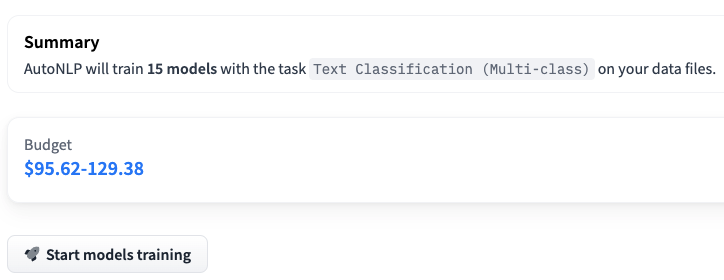 Summary
AutoNLP will train 15 models with the task Text Classification (Multi-class) on your data files.
Budget
$95.62-129.38
🚀 Start models training